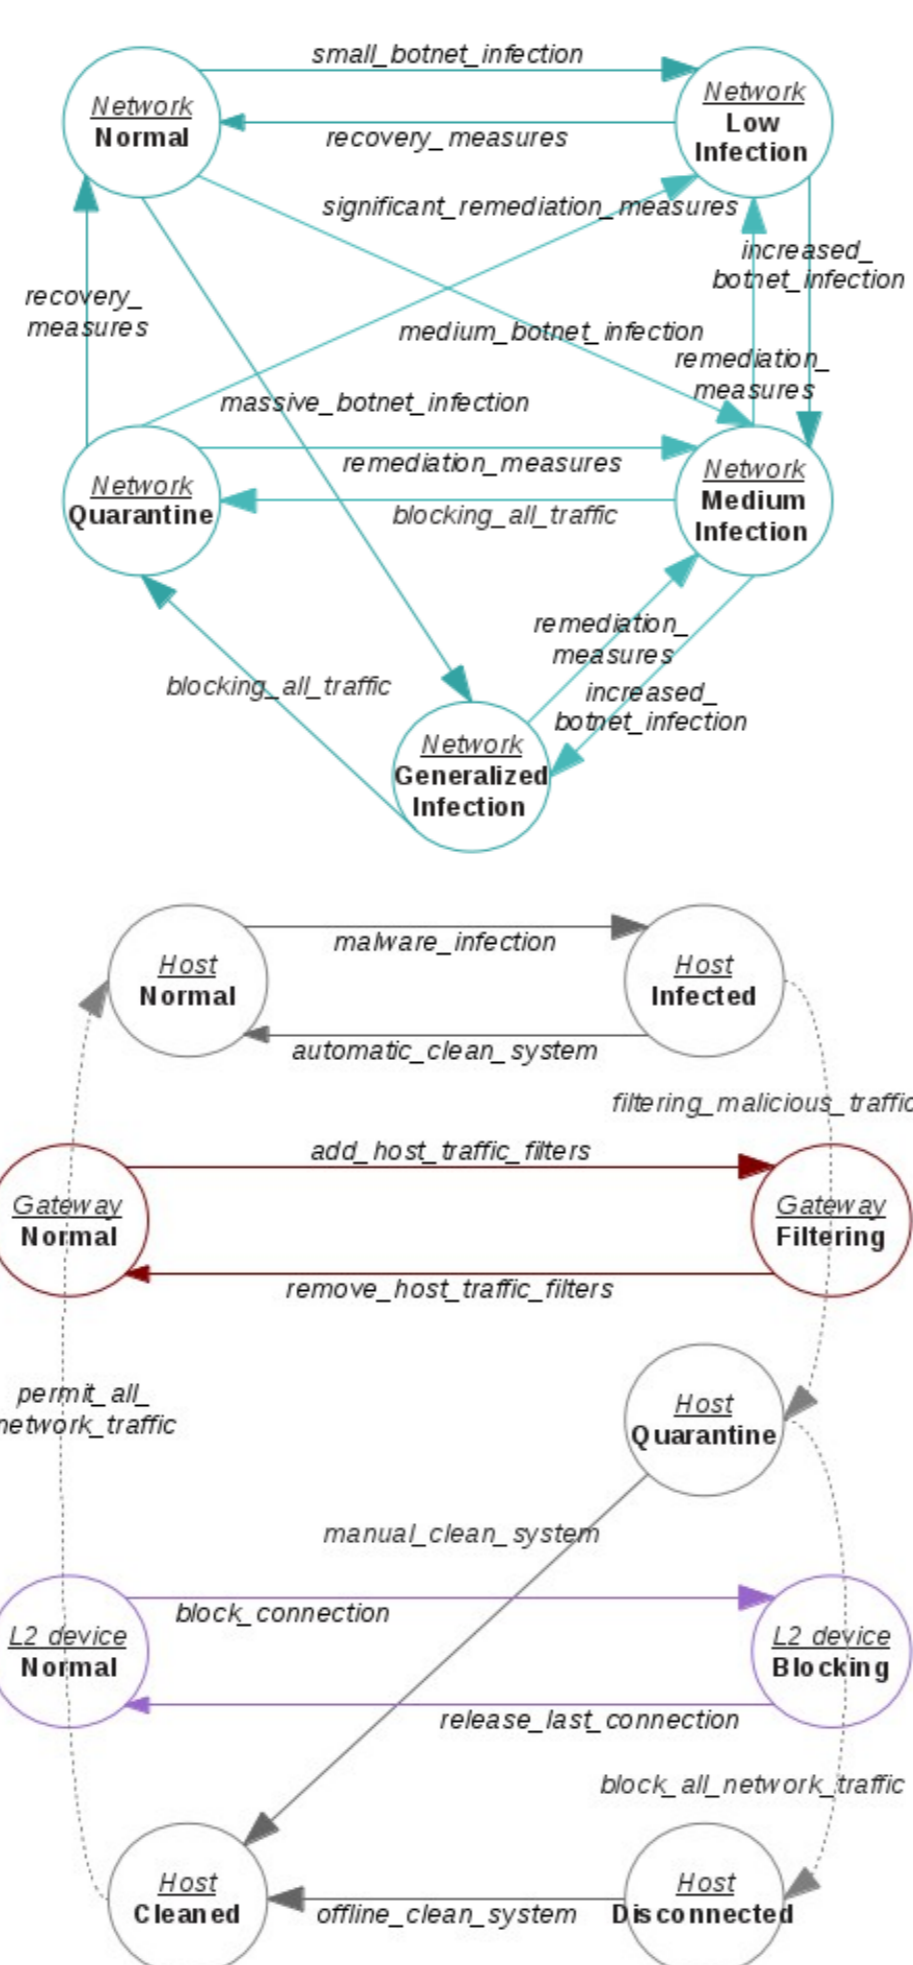 small_botnet_infection
Network
Normal
Network
Low
Infection
recovery_measures
significant_remediation_measures
increased_
botnet_infection
recovery_
measures
medium_botnet_infection
remediation_
measures
massive_botnet_infection
Network
Quarantine
remediation_measures
Network
Medium
Infection
blocking_all_traffic
remediation_
measures
blocking_all_traffic
increased_
botnet_infection
Network
Generalized
Infection
malware_infection
Host
Normal
Host
Infected
automatic_clean_system
filtering_malicious_traffic
add_host_traffic_filters
Gateway
Normal
Gateway
Filtering
remove_host_traffic_filters
permit_all_
network_traffic
Host
Quarantine
manual_clean_system
block_connection
L2 device
Normal
L2 device
Blocking
release_last_connection
block_all_network_traffic
Host
Cleaned
offline_clean_system
Host
Disconnected